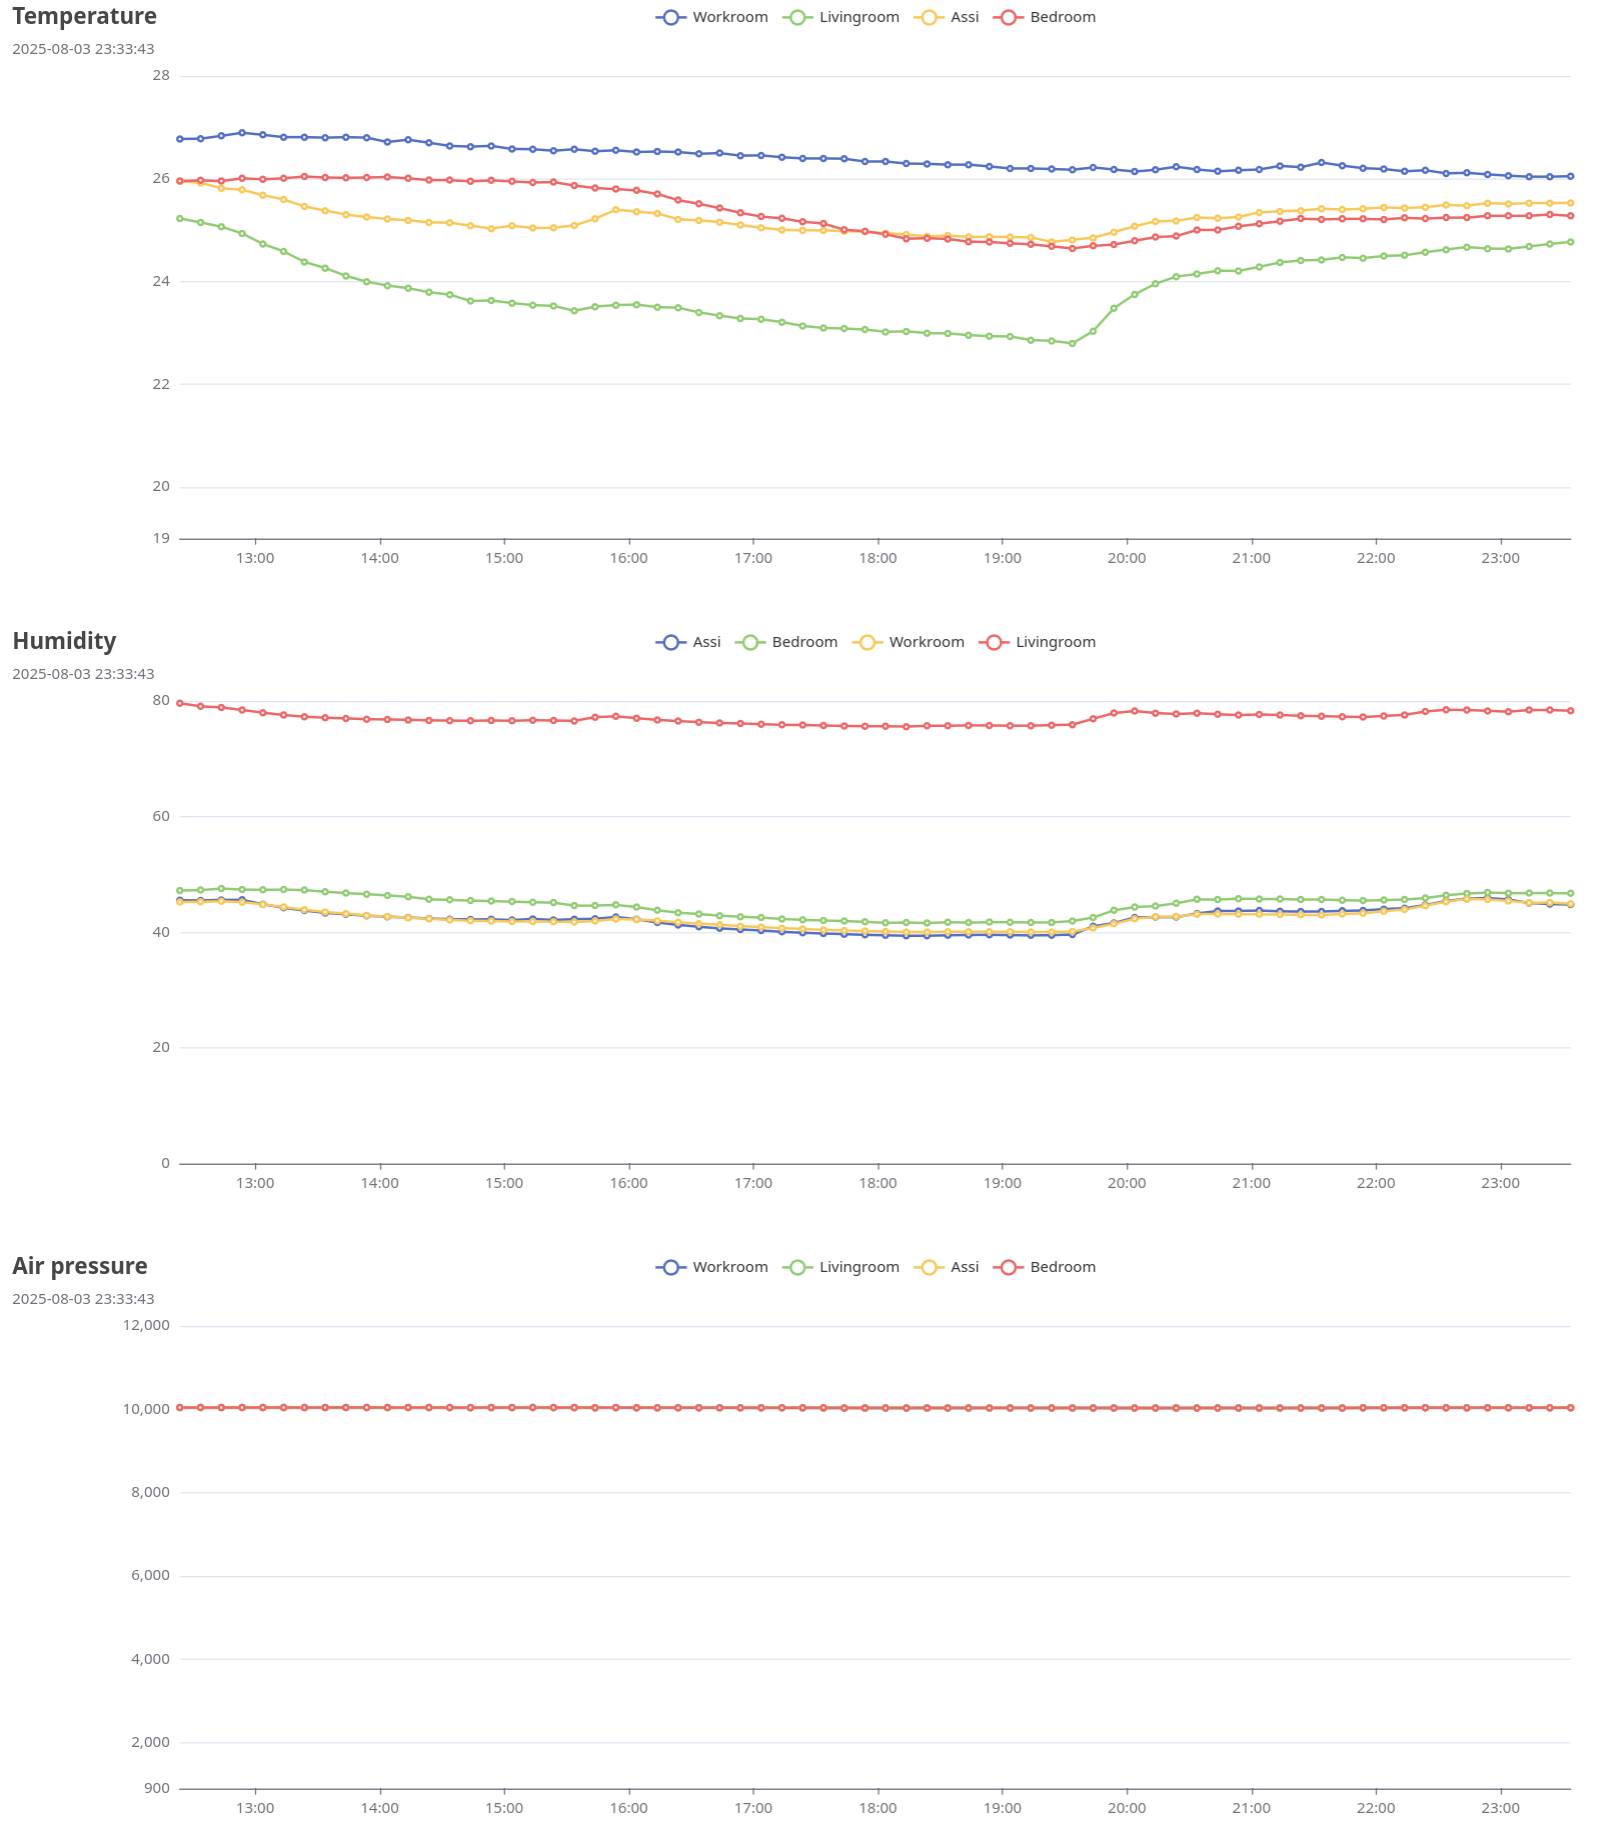 Temperature
Workroom Livingroom Assi Bedroom
2025-08-03 23:33:43
28
26
24
22
20
19
13:00 14:00 15:00 16:00 17:00 18:00 19:00 20:00 21:00 22:00 23:00
Humidity
Assi Bedroom Workroom Livingroom
2025-08-03 23:33:43
80
60
40
20
0
13:00 14:00 15:00 16:00 17:00 18:00 19:00 20:00 21:00 22:00 23:00
Air pressure
Workroom Livingroom Assi Bedroom
2025-08-03 23:33:43
12,000
10,000
8,000
6,000
4,000
2,000
900
13:00 14:00 15:00 16:00 17:00 18:00 19:00 20:00 21:00 22:00 23:00